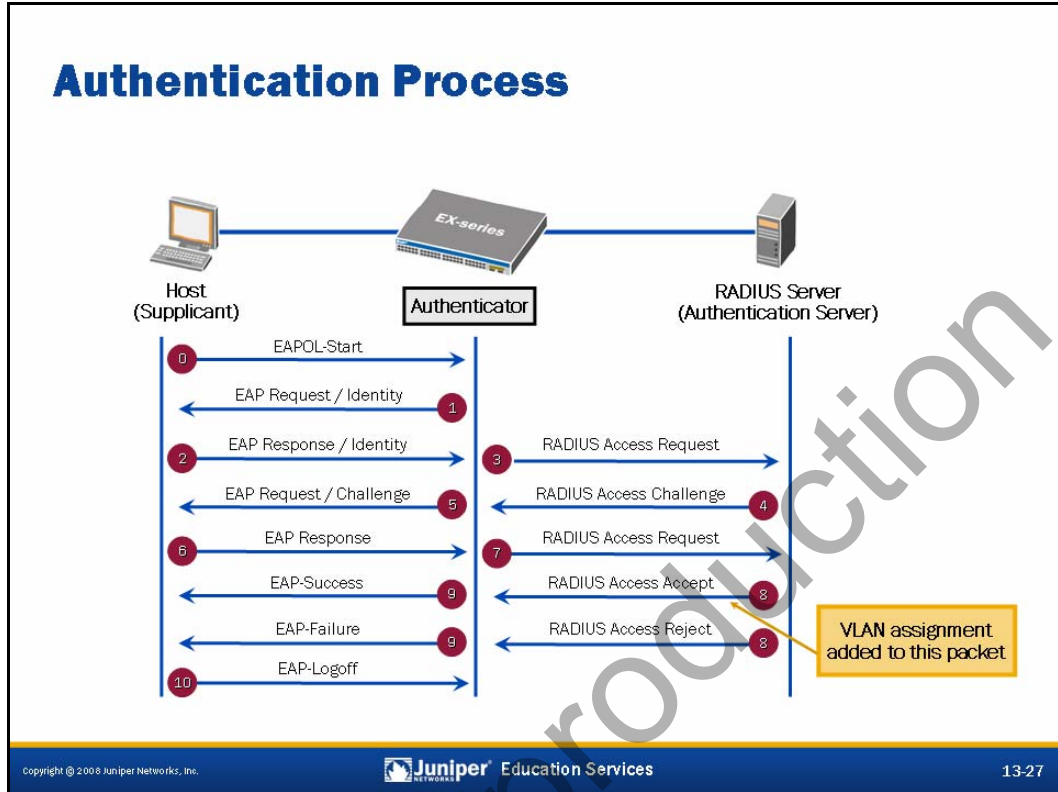 Authentication Process
EX-series
Host
(Supplicant)
Authenticator
RADIUS Server
(Authentication Server)
0
EAPOL-Start
EAP Request / Identity
1
2
EAP Response / Identity
3
RADIUS Access Request
EAP Request / Challenge
5
RADIUS Access Challenge
4
6
EAP Response
7
RADIUS Access Request
EAP-Success
9
RADIUS Access Accept
8
EAP-Failure
9
RADIUS Access Reject
8
VLAN assignment
added to this packet
10
EAP-Logoff
Copyright © 2008 Juniper Networks, Inc.
Juniper NETWORKS Education Services
13-27
production